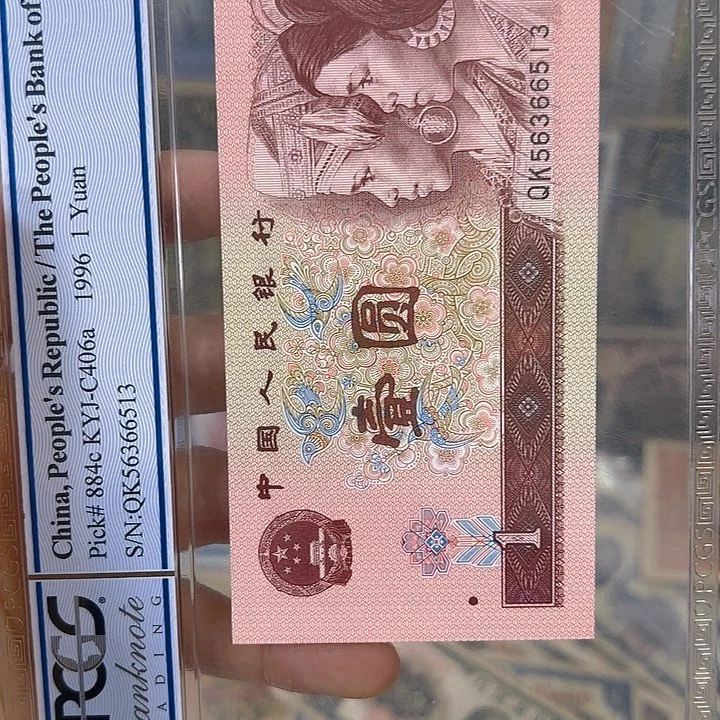 China, People's Republic / The People's Bank of
Pick# 884c KYJ-C406a 1996 1 Yuan
S/N:QK56366513
PCGS
Banknote
中国人民银行
壹圆
QK56366513
1